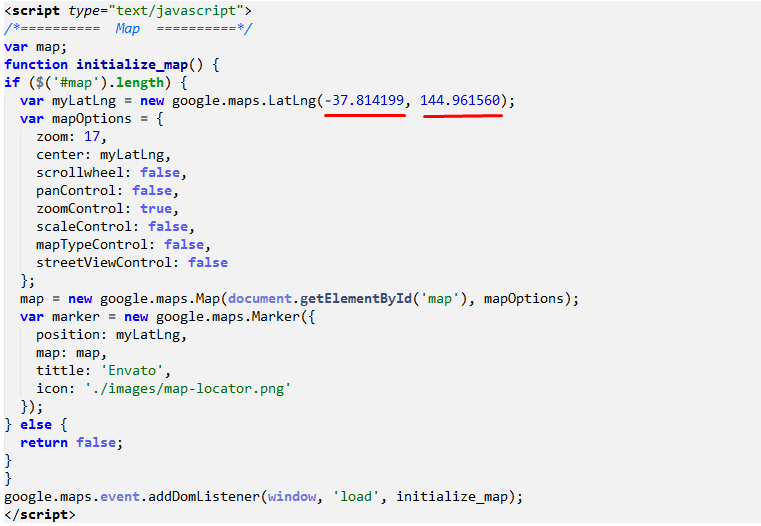 <script type="text/javascript">
/*========== Map ==========*/
var map;
function initialize_map() {
if ($('#map').length) {
var myLatLng = new google.maps.LatLng(-37.814199, 144.961560);
var mapOptions = {
zoom: 17,
center: myLatLng,
scrollwheel: false,
panControl: false,
zoomControl: true,
scaleControl: false,
mapTypeControl: false,
streetViewControl: false
};
map = new google.maps.Map(document.getElementById('map'), mapOptions);
var marker = new google.maps.Marker({
position: myLatLng,
map: map,
tittle: 'Envato',
icon: './images/map-locator.png'
});
} else {
return false;
}
}
google.maps.event.addDomListener(window, 'load', initialize_map);
</script>